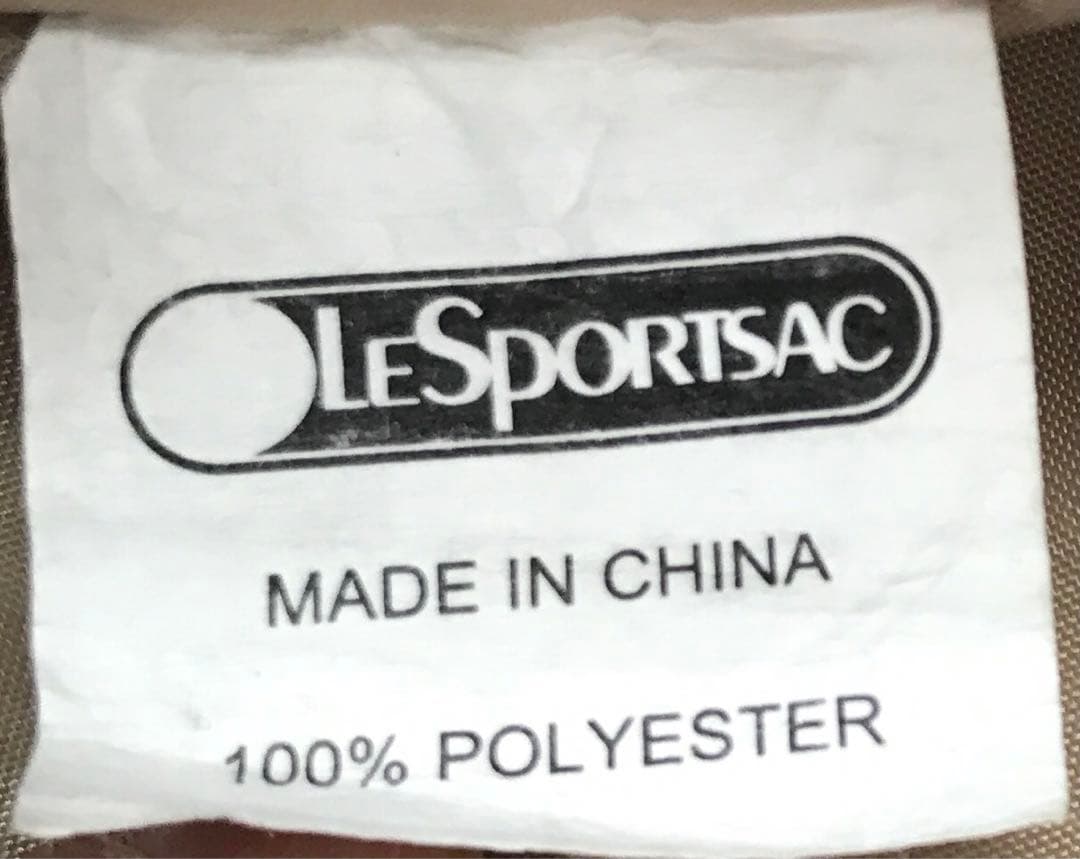 LESPORTSAC
MADE IN CHINA
100% POLYESTER